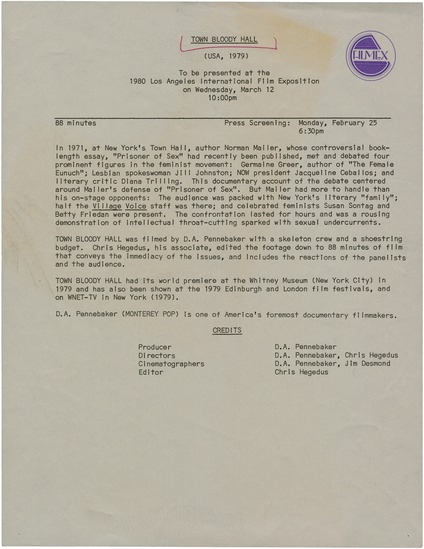 TOWN BLOODY HALL
(USA, 1979)
FILMEX
To be presented at the
1980 Los Angeles International Film Exposition
on Wednesday, March 12
10:00pm
88 minutes Press Screening: Monday, February 25
6:30pm
In 1971, at New York's Town Hall, author Norman Mailer, whose controversial book-
length essay, "Prisoner of Sex" had recently been published, met and debated four
prominent figures in the feminist movement: Germaine Greer, author of "The Female
Eunuch"; Lesbian spokeswoman Jill Johnston; NOW president Jacqueline Ceballos; and
literary critic Diana Trilling. This documentary account of the debate centered
around Mailer's defense of "Prisoner of Sex". But Mailer had more to handle than
his on-stage opponents: The audience was packed with New York's literary "family";
half the Village Voice staff was there; and celebrated feminists Susan Sontag and
Betty Friedan were present. The confrontation lasted for hours and was a rousing
demonstration of intellectual throat-cutting sparked with sexual undercurrents.
TOWN BLOODY HALL was filmed by D.A. Pennebaker with a skeleton crew and a shoestring
budget. Chris Hegedus, his associate, edited the footage down to 88 minutes of film
that conveys the immediacy of the issues, and includes the reactions of the panelists
and the audience.
TOWN BLOODY HALL had its world premiere at the Whitney Museum (New York City) in
1979 and has also been shown at the 1979 Edinburgh and London film festivals, and
on WNET-TV in New York (1979).
D.A. Pennebaker (MONTEREY POP) is one of America's foremost documentary filmmakers.
CREDITS
Producer D.A. Pennebaker
Directors D.A. Pennebaker, Chris Hegedus
Cinematographers D.A. Pennebaker, Jim Desmond
Editor Chris Hegedus